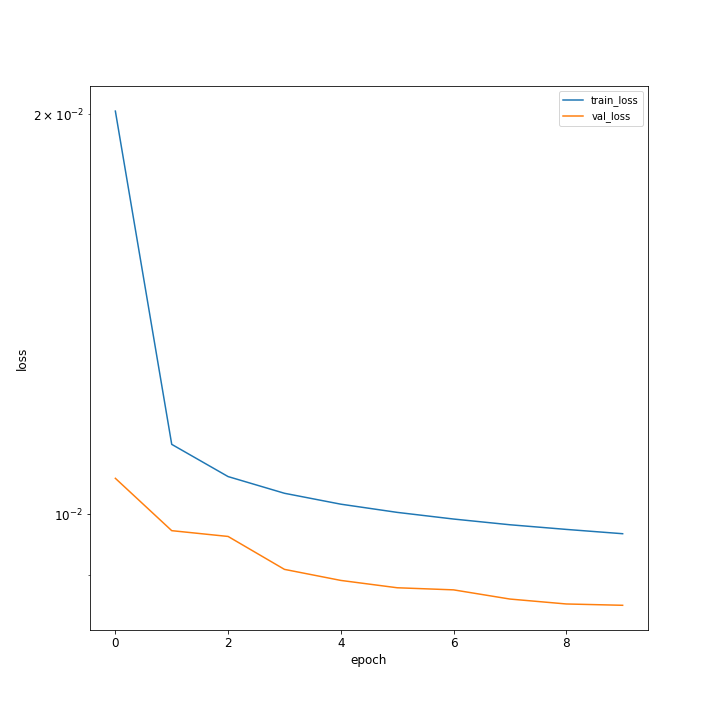 train_loss
val_loss
2 × 10⁻²
10⁻²
loss
0 2 4 6 8
epoch